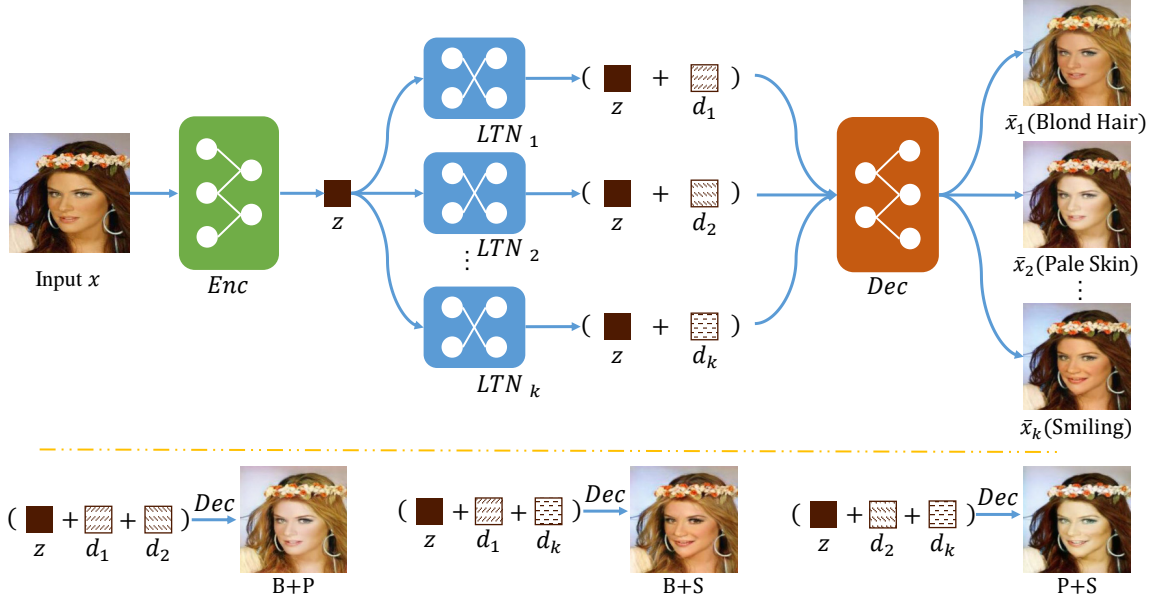 Input x
Enc
z
LTN 1
LTN 2
⋮
LTN k
( z + d1 )
( z + d2 )
( z + dk )
Dec
x̄1(Blond Hair)
x̄2(Pale Skin)
⋮
x̄k(Smiling)
( z + d1 + d2 ) Dec
B+P
( z + d1 + dk ) Dec
B+S
( z + d2 + dk ) Dec
P+S